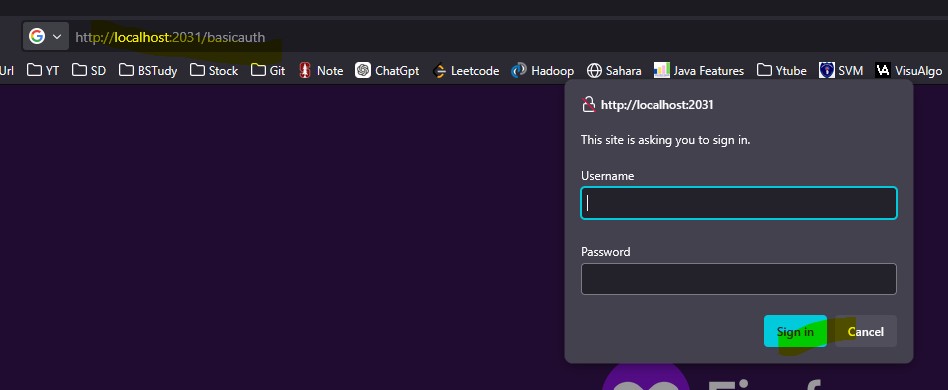 http://localhost:2031/basicauth
Url YT SD BSTudy Stock Git Note ChatGpt Leetcode Hadoop Sahara Java Features Ytube SVM VisuAlgo
http://localhost:2031
This site is asking you to sign in.
Username
Password
Sign in Cancel